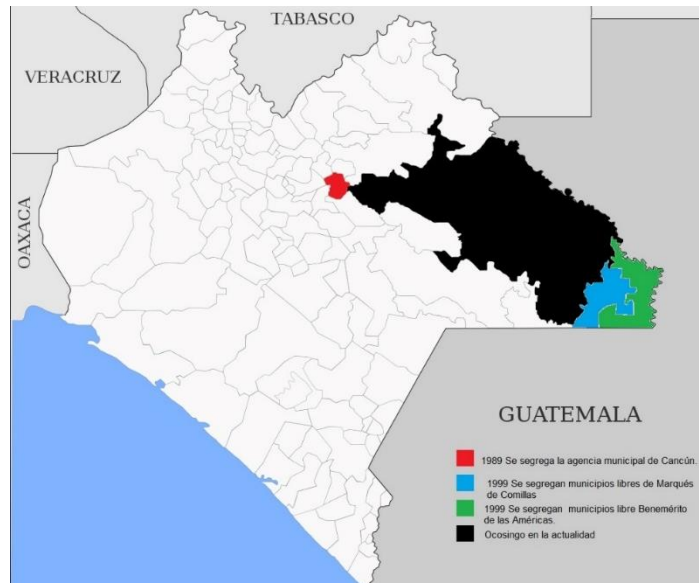 TABASCO
VERACRUZ
OAXACA
GUATEMALA
1989 Se segrega la agencia municipal de Cancún.
1999 Se segregan municipios libres de Marqués
de Comillas
1999 Se segregan municipios libre Benemérito
de las Américas.
Ocosingo en la actualidad